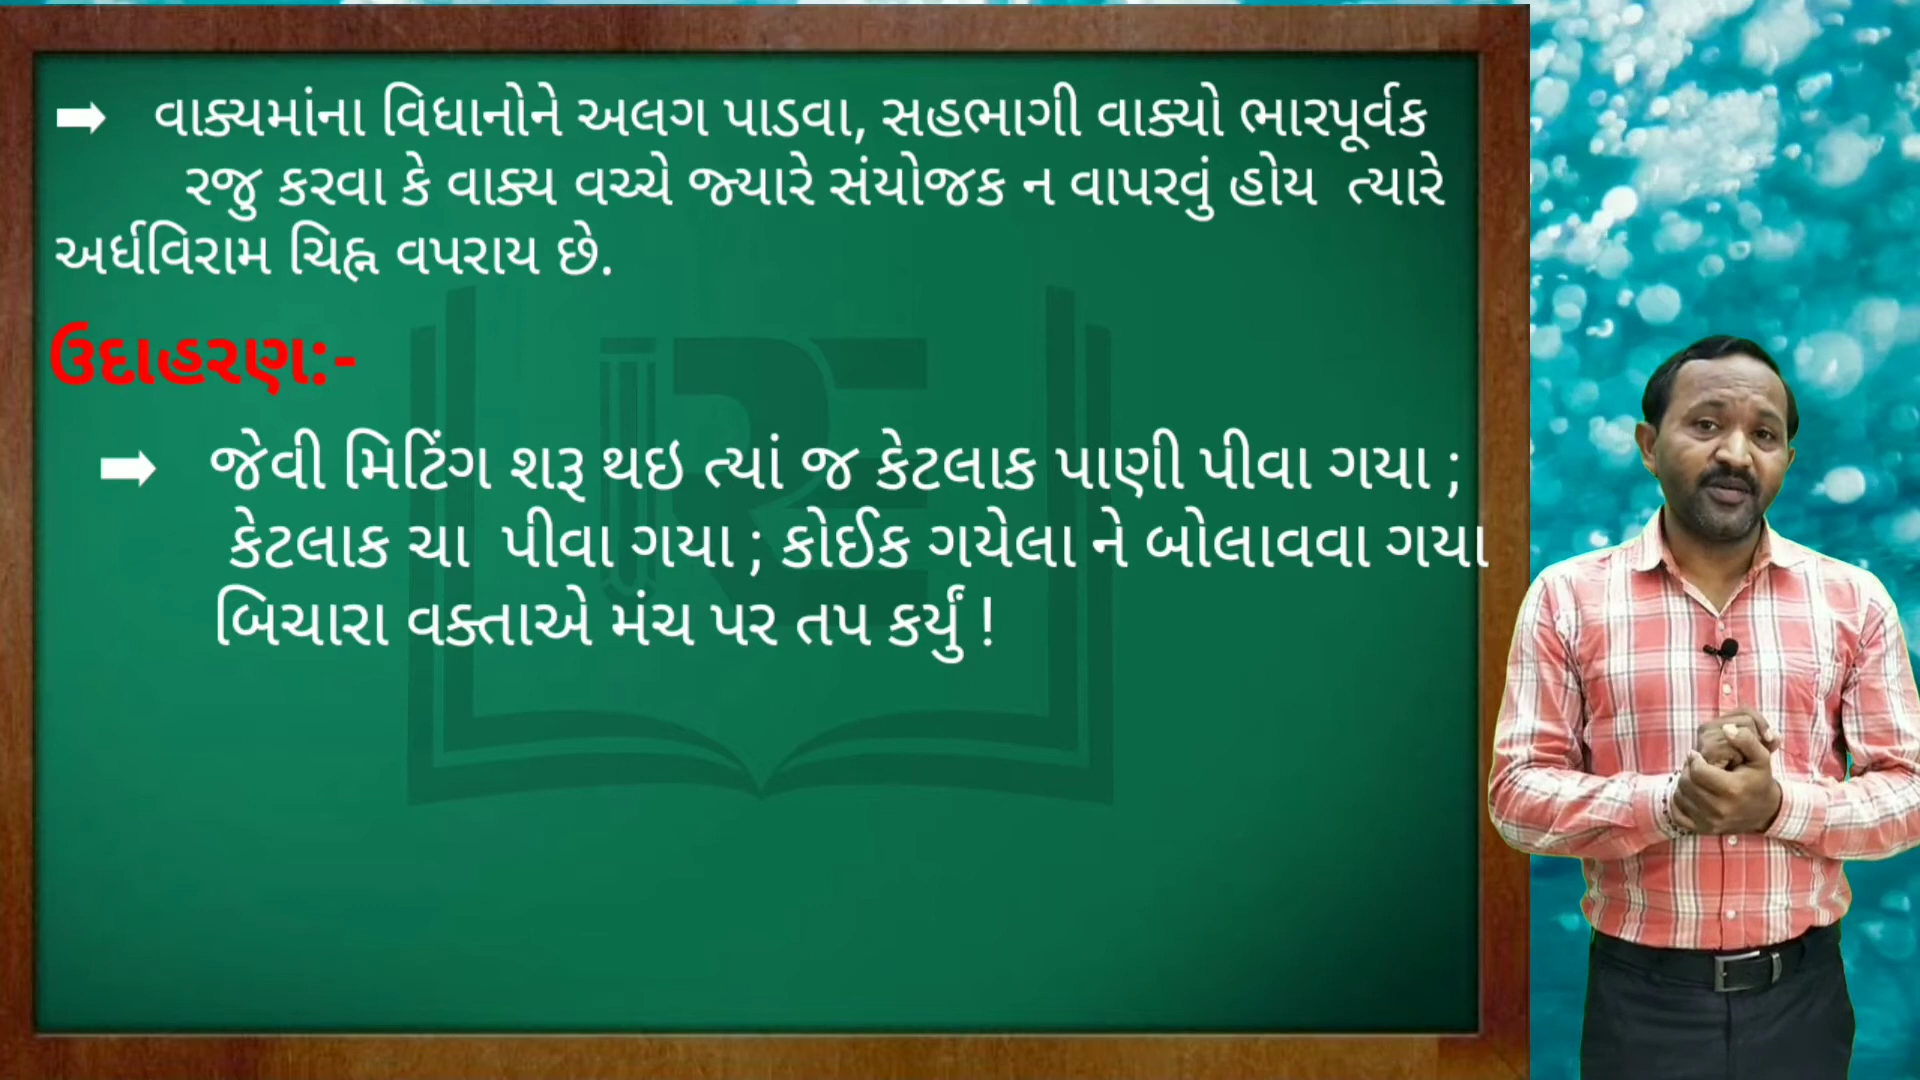 ➡ વાક્યમાંના વિધાનોને અલગ પાડવા, સહભાગી વાક્યો ભારપૂર્વક
રજુ કરવા કે વાક્ય વચ્ચે જ્યારે સંયોજક ન વાપરવું હોય ત્યારે
અર્ધવિરામ ચિહ્ન વપરાય છે.
ઉદાહરણ:-
➡ જેવી મિટિંગ શરૂ થઇ ત્યાં જ કેટલાક પાણી પીવા ગયા ;
કેટલાક ચા પીવા ગયા ; કોઈક ગયેલા ને બોલાવવા ગયા
બિચારા વક્તાએ મંચ પર તપ કર્યું !
RE